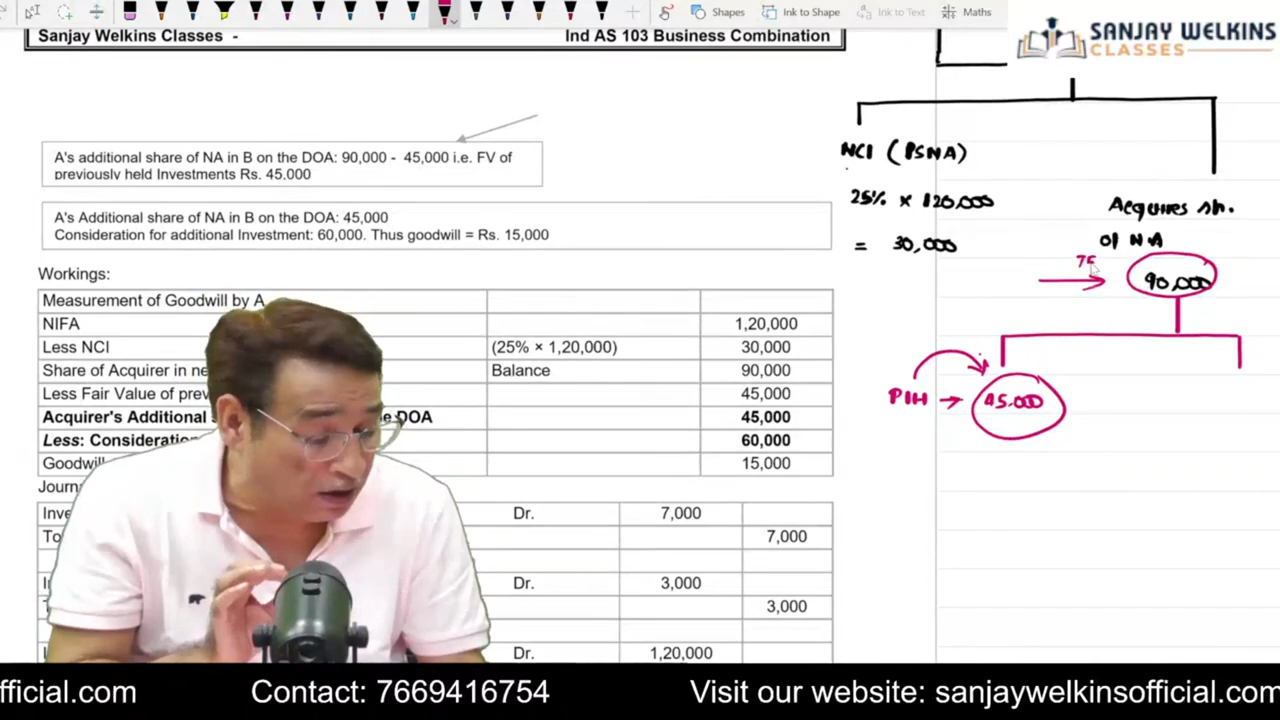 Shapes
Ink to Shape
Ink to Text
Maths
Sanjay Welkins Classes -
Ind AS 103 Business Combination
SANJAY WELKINS
CLASSES
A's additional share of NA in B on the DOA: 90,000 - 45,000 i.e. FV of
previously held Investments Rs. 45.000
A's Additional share of NA in B on the DOA: 45,000
Consideration for additional Investment: 60,000. Thus goodwill = Rs. 15,000
Workings:
Measurement of Goodwill by A
NIFA 1,20,000
Less NCI (25% × 1,20,000) 30,000
Share of Acquirer in Balance 90,000
Less Fair Value of 45,000
Acquirer's Additional DOA 45,000
Less: 60,000
Goodwill 15,000
Dr. 7,000
7,000
Dr. 3,000
3,000
Dr. 1,20,000
NCI (PSNA)
25% × 120,000
= 30,000
Acquires sh.
of NA
75
90,000
PIH → 45.000
official.com
Contact: 7669416754
Visit our website: sanjaywelkinsofficial.com